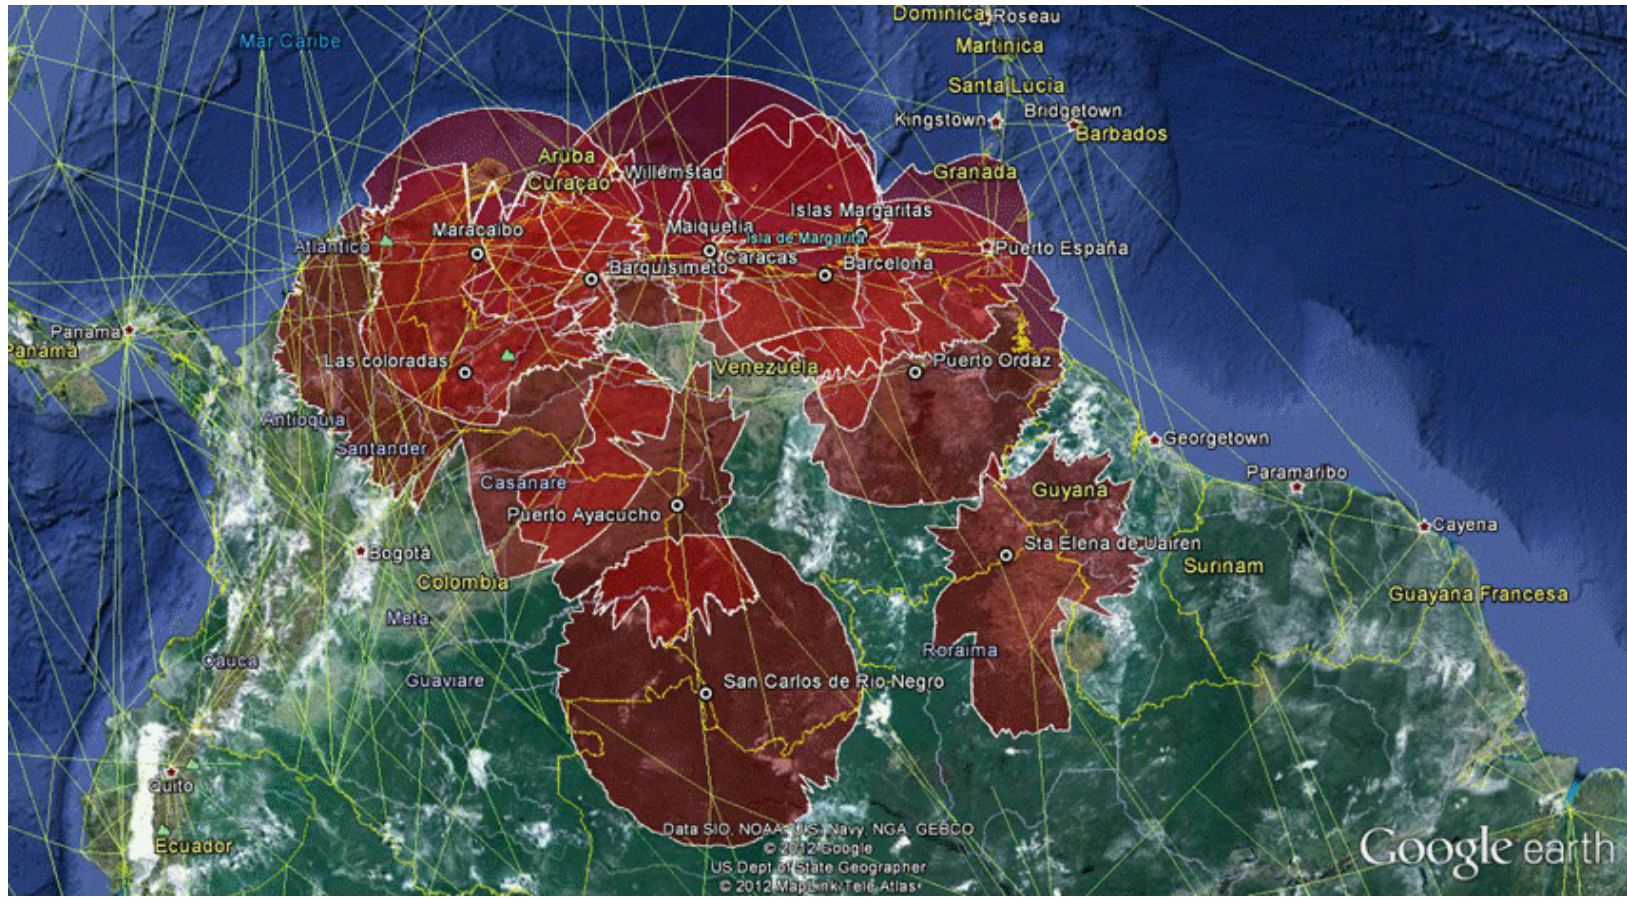 Dominica
Roseau
Mar Caribe
Martinica
Santa Lucia
Bridgetown
Kingstown
Barbados
Aruba
Willemstad
Granada
Curaçao
Islas Margaritas
Maracaibo
Maiquetia
Isla de Margarita
Atlántico
Puerto España
Caracas
Barquisimeto
Barcelona
Panamá
Panamá
Las coloradas
Venezuela
Puerto Ordaz
Antioquia
Georgetown
Santander
Paramaribo
Casanare
Guyana
Puerto Ayacucho
Cayena
Sta Elena de Uairen
Bogotá
Surinam
Colombia
Guayana Francesa
Meta
Roraima
Cauca
Guaviare
San Carlos de Rio Negro
Quito
Ecuador
Data SIO, NOAA, U.S. Navy, NGA, GEBCO
© 2012 Google
US Dept of State Geographer
© 2012 MapLink/Tele Atlas
Google earth